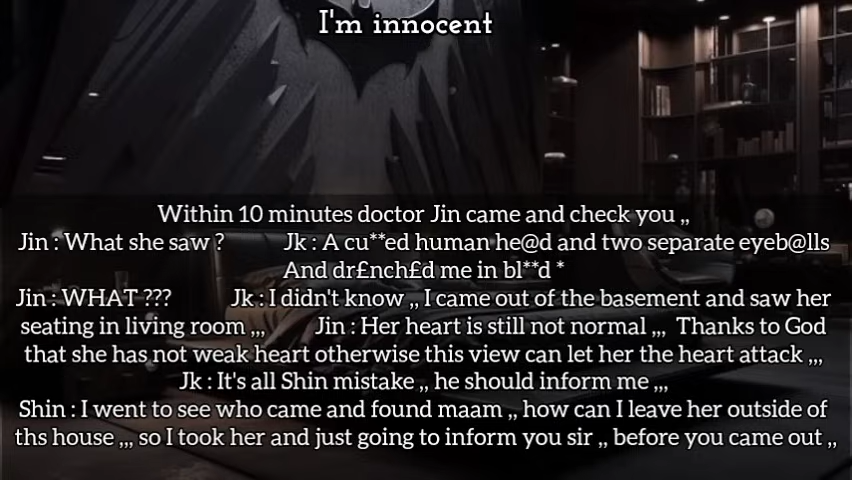 I'm innocent
Within 10 minutes doctor Jin came and check you ,,
Jin : What she saw ? Jk : A cu**ed human he@d and two separate eyeb@lls
And dr£nch£d me in bl**d *
Jin : WHAT ??? Jk : I didn't know ,, I came out of the basement and saw her
seating in living room ,,, Jin : Her heart is still not normal ,,, Thanks to God
that she has not weak heart otherwise this view can let her the heart attack ,,,
Jk : It's all Shin mistake ,, he should inform me ,,,
Shin : I went to see who came and found maam ,, how can I leave her outside of
ths house ,,, so I took her and just going to inform you sir ,, before you came out ,,